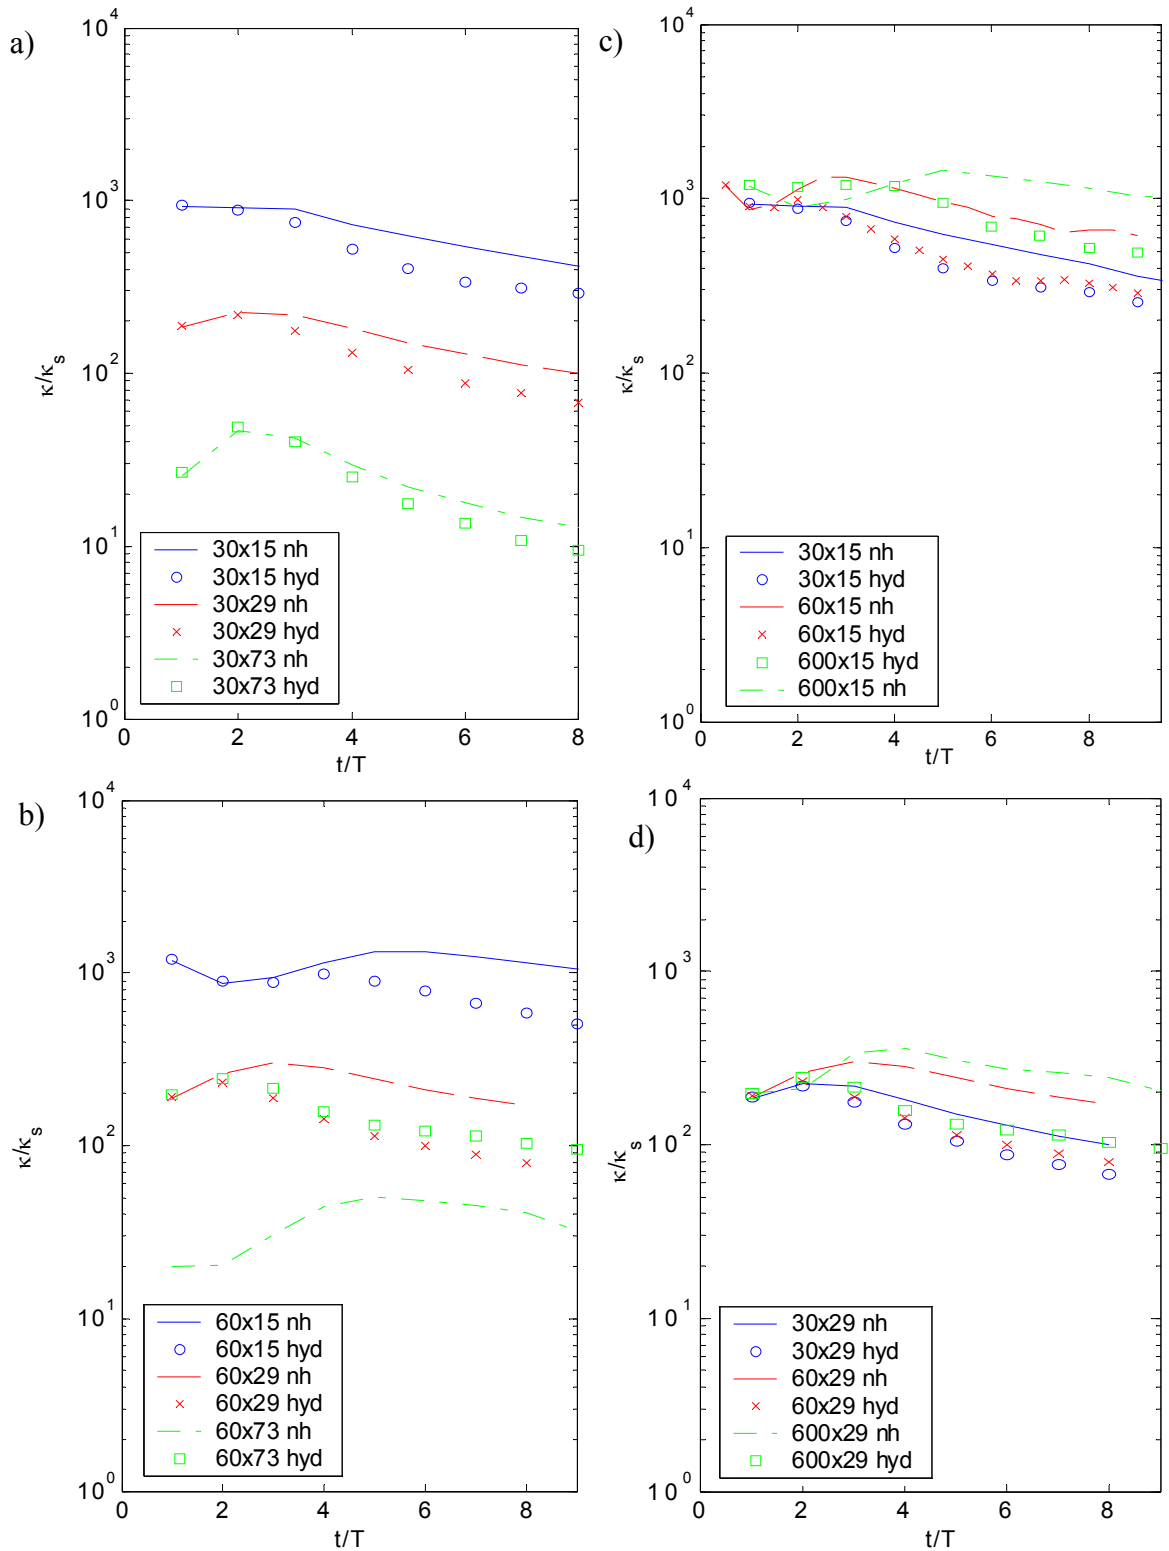 a)
10^4
10^3
10^2
10^1
10^0
κ/κ_s
30x15 nh
30x15 hyd
30x29 nh
30x29 hyd
30x73 nh
30x73 hyd
0 2 4 6 8
t/T
c)
10^4
10^3
10^2
10^1
10^0
κ/κ_s
30x15 nh
30x15 hyd
60x15 nh
60x15 hyd
600x15 hyd
600x15 nh
0 2 4 6 8
t/T
b)
10^4
10^3
10^2
10^1
10^0
κ/κ_s
60x15 nh
60x15 hyd
60x29 nh
60x29 hyd
60x73 nh
60x73 hyd
0 2 4 6 8
t/T
d)
10^4
10^3
10^2
10^1
10^0
κ/κ_s
30x29 nh
30x29 hyd
60x29 nh
60x29 hyd
600x29 nh
600x29 hyd
0 2 4 6 8
t/T